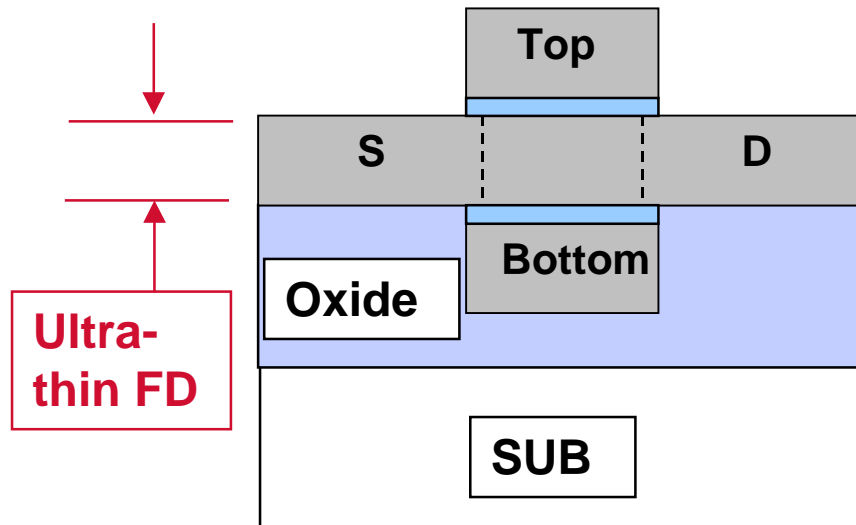 Top
S
D
Bottom
Oxide
Ultra-
thin FD
SUB